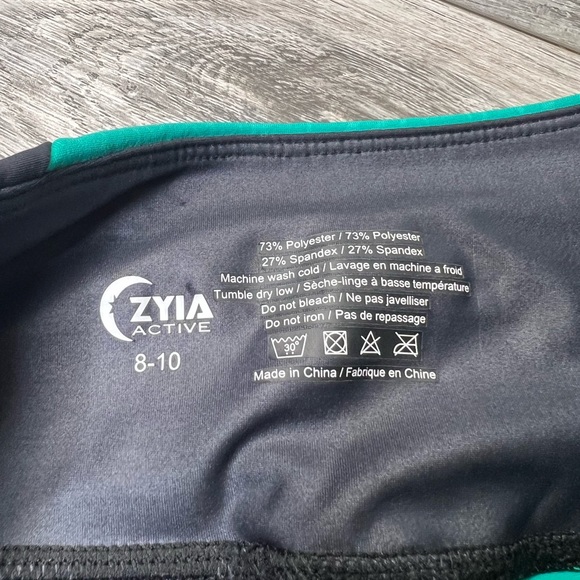 ZYIA
ACTIVE
8-10
73% Polyester / 73% Polyester
27% Spandex / 27% Spandex
Machine wash cold / Lavage en machine a froid
Tumble dry low / Sèche-linge à basse température
Do not bleach / Ne pas javelliser
Do not iron / Pas de repassage
30°
Made in China / Fabrique en Chine